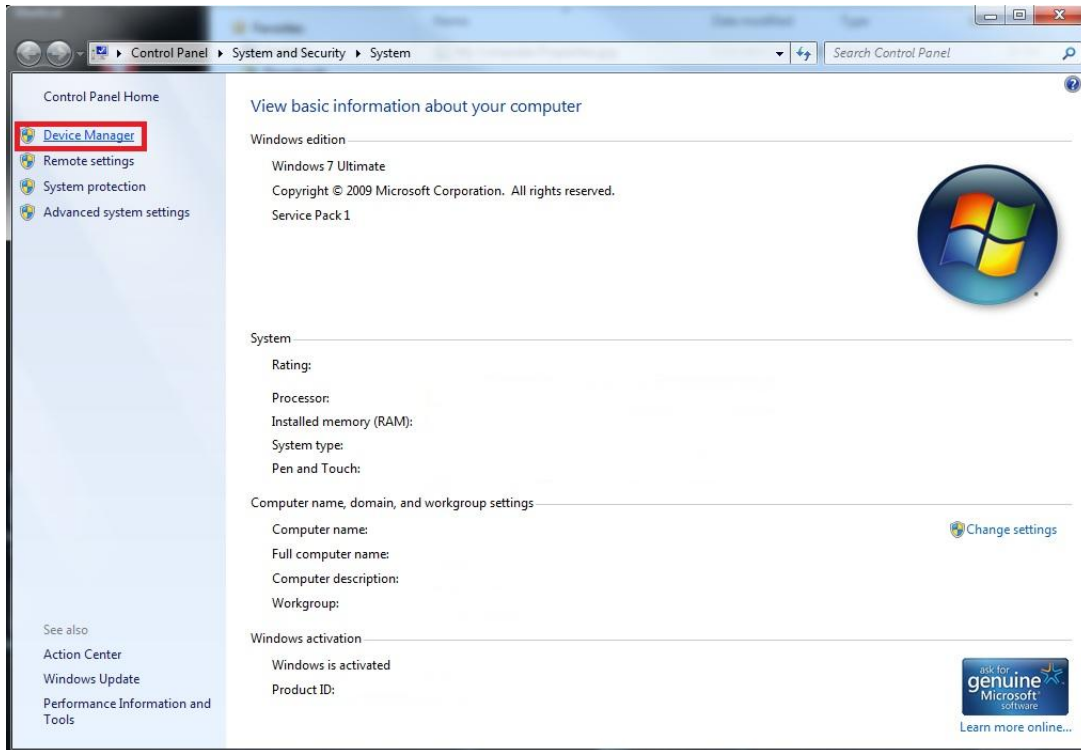 Control Panel ▸ System and Security ▸ System
Search Control Panel
Control Panel Home
Device Manager
Remote settings
System protection
Advanced system settings
See also
Action Center
Windows Update
Performance Information and
Tools
View basic information about your computer
Windows edition
Windows 7 Ultimate
Copyright © 2009 Microsoft Corporation. All rights reserved.
Service Pack 1
System
Rating:
Processor:
Installed memory (RAM):
System type:
Pen and Touch:
Computer name, domain, and workgroup settings
Computer name:
Change settings
Full computer name:
Computer description:
Workgroup:
Windows activation
Windows is activated
Product ID:
ask for
genuine
Microsoft
software
Learn more online...